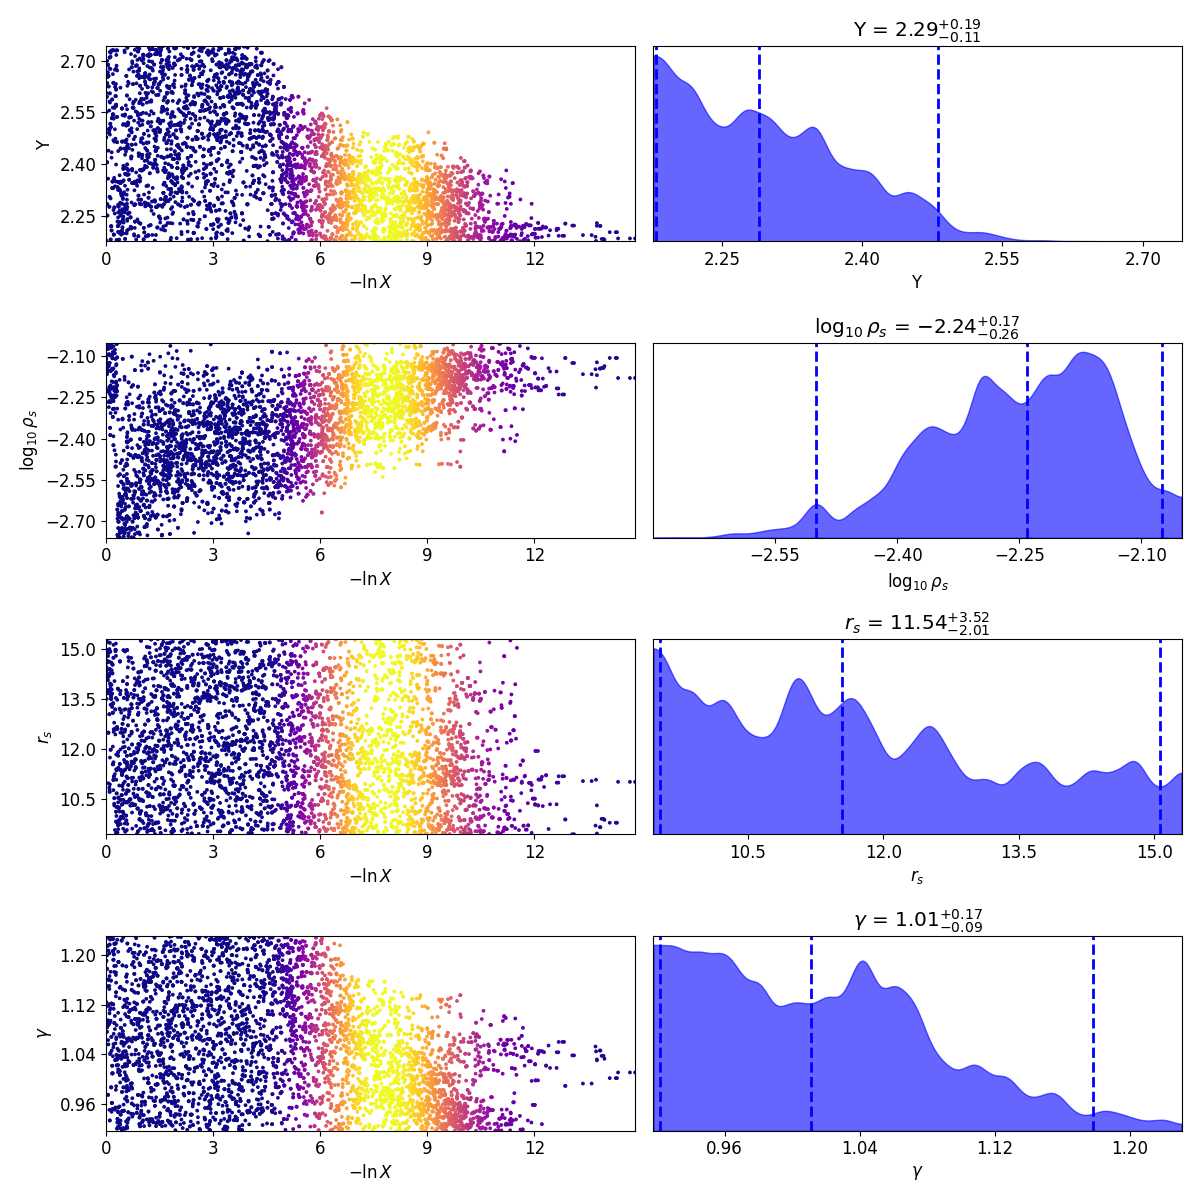 Y = 2.29+0.19−0.11
2.70
2.55
2.40
2.25
Y
0 3 6 9 12
−ln X
2.25 2.40 2.55 2.70
Y
log10 ρs = −2.24+0.17−0.26
−2.10
−2.25
−2.40
−2.55
−2.70
log10 ρs
0 3 6 9 12
−ln X
−2.55 −2.40 −2.25 −2.10
log10 ρs
rs = 11.54+3.52−2.01
15.0
13.5
12.0
10.5
rs
0 3 6 9 12
−ln X
10.5 12.0 13.5 15.0
rs
γ = 1.01+0.17−0.09
1.20
1.12
1.04
0.96
γ
0 3 6 9 12
−ln X
0.96 1.04 1.12 1.20
γ